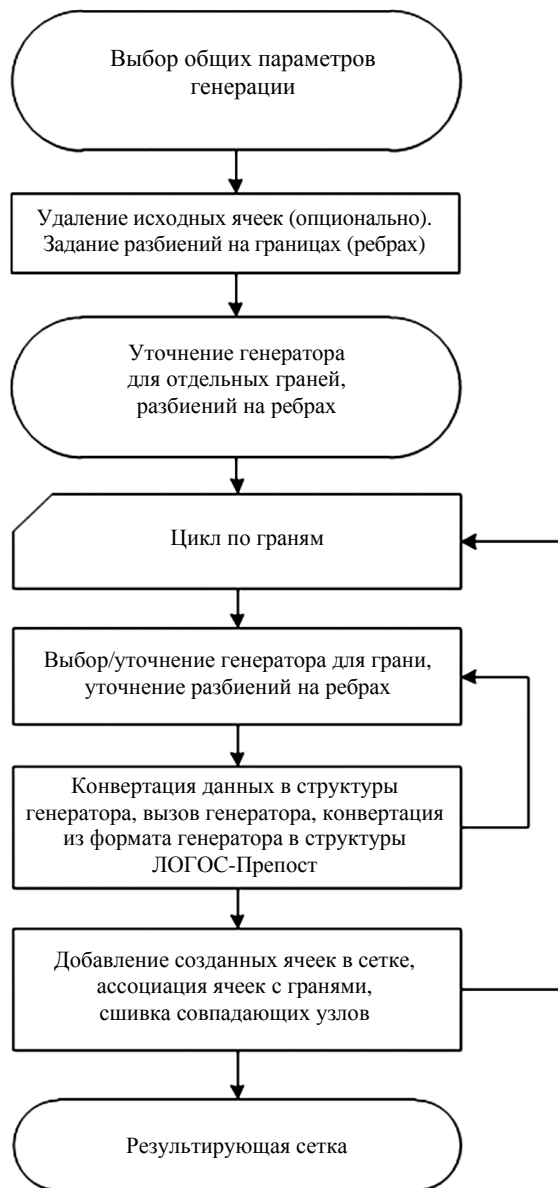 Выбор общих параметров
генерации
Удаление исходных ячеек (опционально).
Задание разбиений на границах (ребрах)
Уточнение генератора
для отдельных граней,
разбиений на ребрах
Цикл по граням
Выбор/уточнение генератора для грани,
уточнение разбиений на ребрах
Конвертация данных в структуры
генератора, вызов генератора, конвертация
из формата генератора в структуры
ЛОГОС-Препост
Добавление созданных ячеек в сетке,
ассоциация ячеек с гранями,
сшивка совпадающих узлов
Результирующая сетка